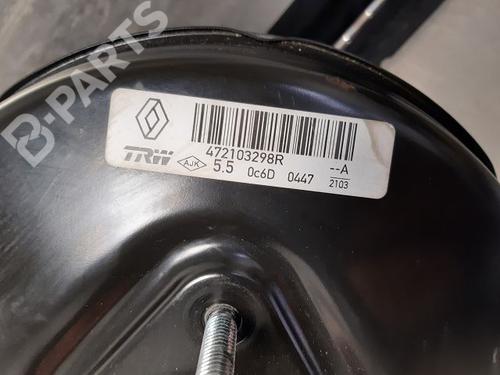 B-PARTS
472103298R
TRW AJK 5.5 0c6D 0447 --A
2103